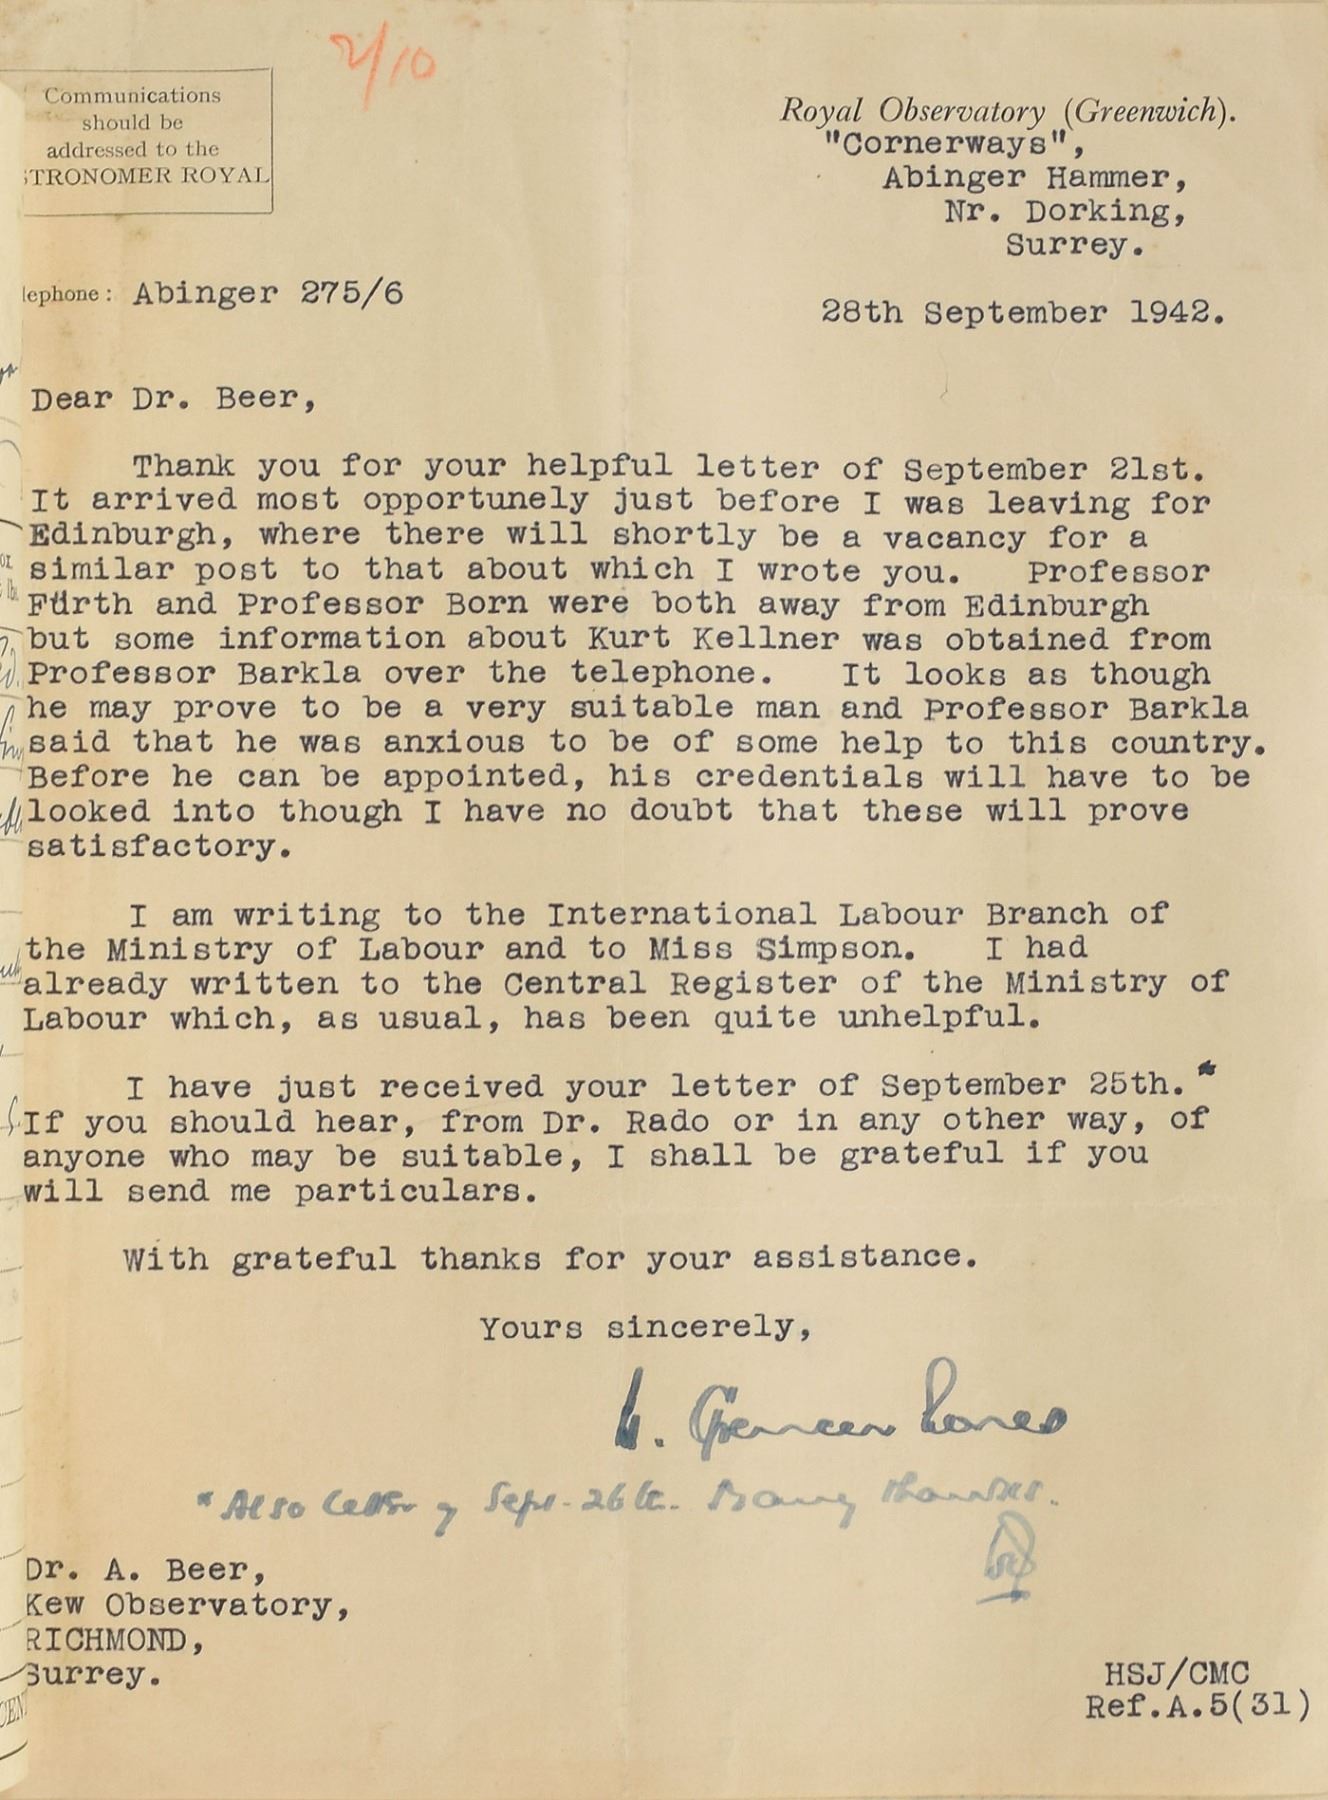 2/10
Communications
should be
addressed to the
STRONOMER ROYAL
Royal Observatory (Greenwich).
"Cornerways",
Abinger Hammer,
Nr. Dorking,
Surrey.
lephone: Abinger 275/6
28th September 1942.
Dear Dr. Beer,
Thank you for your helpful letter of September 21st.
It arrived most opportunely just before I was leaving for
Edinburgh, where there will shortly be a vacancy for a
similar post to that about which I wrote you. Professor
Fürth and Professor Born were both away from Edinburgh
but some information about Kurt Kellner was obtained from
Professor Barkla over the telephone. It looks as though
he may prove to be a very suitable man and Professor Barkla
said that he was anxious to be of some help to this country.
Before he can be appointed, his credentials will have to be
looked into though I have no doubt that these will prove
satisfactory.
I am writing to the International Labour Branch of
the Ministry of Labour and to Miss Simpson. I had
already written to the Central Register of the Ministry of
Labour which, as usual, has been quite unhelpful.
I have just received your letter of September 25th.*
If you should hear, from Dr. Rado or in any other way, of
anyone who may be suitable, I shall be grateful if you
will send me particulars.
With grateful thanks for your assistance.
Yours sincerely,
H. Spencer Jones
* Also letter of Sept. 26th. Many thanks.
Dr. A. Beer,
Kew Observatory,
RICHMOND,
Surrey.
HSJ/CMC
Ref.A.5(31)